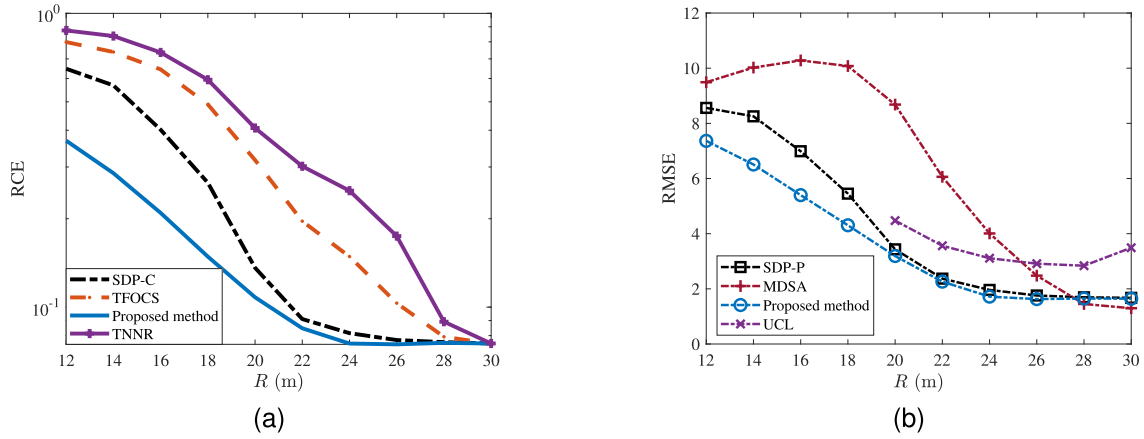 10^0
10^-1
RCE
SDP-C
TFOCS
Proposed method
TNNR
12 14 16 18 20 22 24 26 28 30
R (m)
(a)
12
10
8
6
4
2
0
RMSE
SDP-P
MDSA
Proposed method
UCL
12 14 16 18 20 22 24 26 28 30
R (m)
(b)